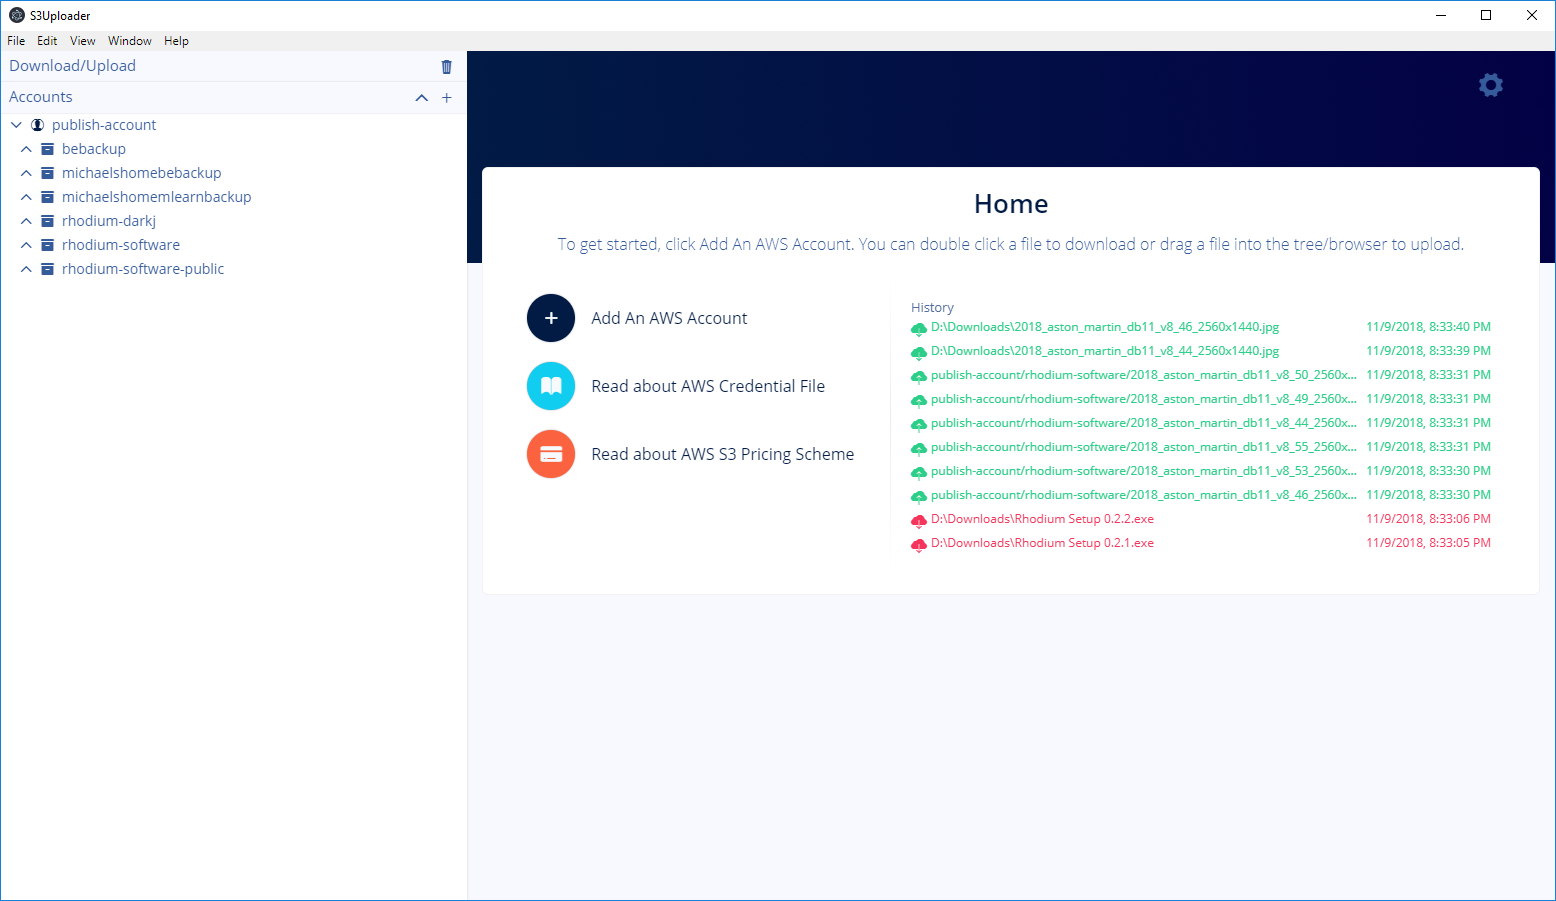 S3Uploader
File Edit View Window Help
Download/Upload
Accounts
publish-account
bebackup
michaelshomebebackup
michaelshomemlearnbackup
rhodium-darkj
rhodium-software
rhodium-software-public
Home
To get started, click Add An AWS Account. You can double click a file to download or drag a file into the tree/browser to upload.
Add An AWS Account
Read about AWS Credential File
Read about AWS S3 Pricing Scheme
History
D:\Downloads\2018_aston_martin_db11_v8_46_2560x1440.jpg 11/9/2018, 8:33:40 PM
D:\Downloads\2018_aston_martin_db11_v8_44_2560x1440.jpg 11/9/2018, 8:33:39 PM
publish-account/rhodium-software/2018_aston_martin_db11_v8_50_2560x... 11/9/2018, 8:33:31 PM
publish-account/rhodium-software/2018_aston_martin_db11_v8_49_2560x... 11/9/2018, 8:33:31 PM
publish-account/rhodium-software/2018_aston_martin_db11_v8_44_2560x... 11/9/2018, 8:33:31 PM
publish-account/rhodium-software/2018_aston_martin_db11_v8_55_2560x... 11/9/2018, 8:33:31 PM
publish-account/rhodium-software/2018_aston_martin_db11_v8_53_2560x... 11/9/2018, 8:33:30 PM
publish-account/rhodium-software/2018_aston_martin_db11_v8_46_2560x... 11/9/2018, 8:33:30 PM
D:\Downloads\Rhodium Setup 0.2.2.exe 11/9/2018, 8:33:06 PM
D:\Downloads\Rhodium Setup 0.2.1.exe 11/9/2018, 8:33:05 PM